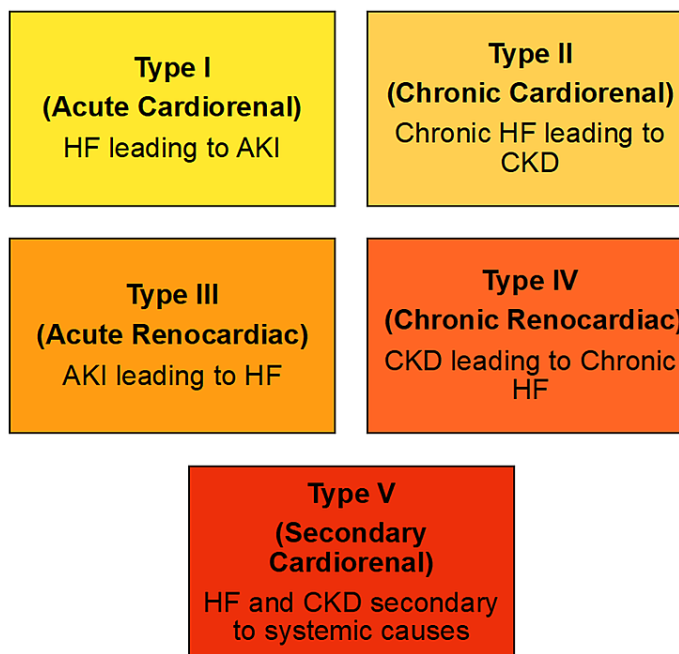 Type I
(Acute Cardiorenal)
HF leading to AKI
Type II
(Chronic Cardiorenal)
Chronic HF leading to
CKD
Type III
(Acute Renocardiac)
AKI leading to HF
Type IV
(Chronic Renocardiac)
CKD leading to Chronic
HF
Type V
(Secondary
Cardiorenal)
HF and CKD secondary
to systemic causes